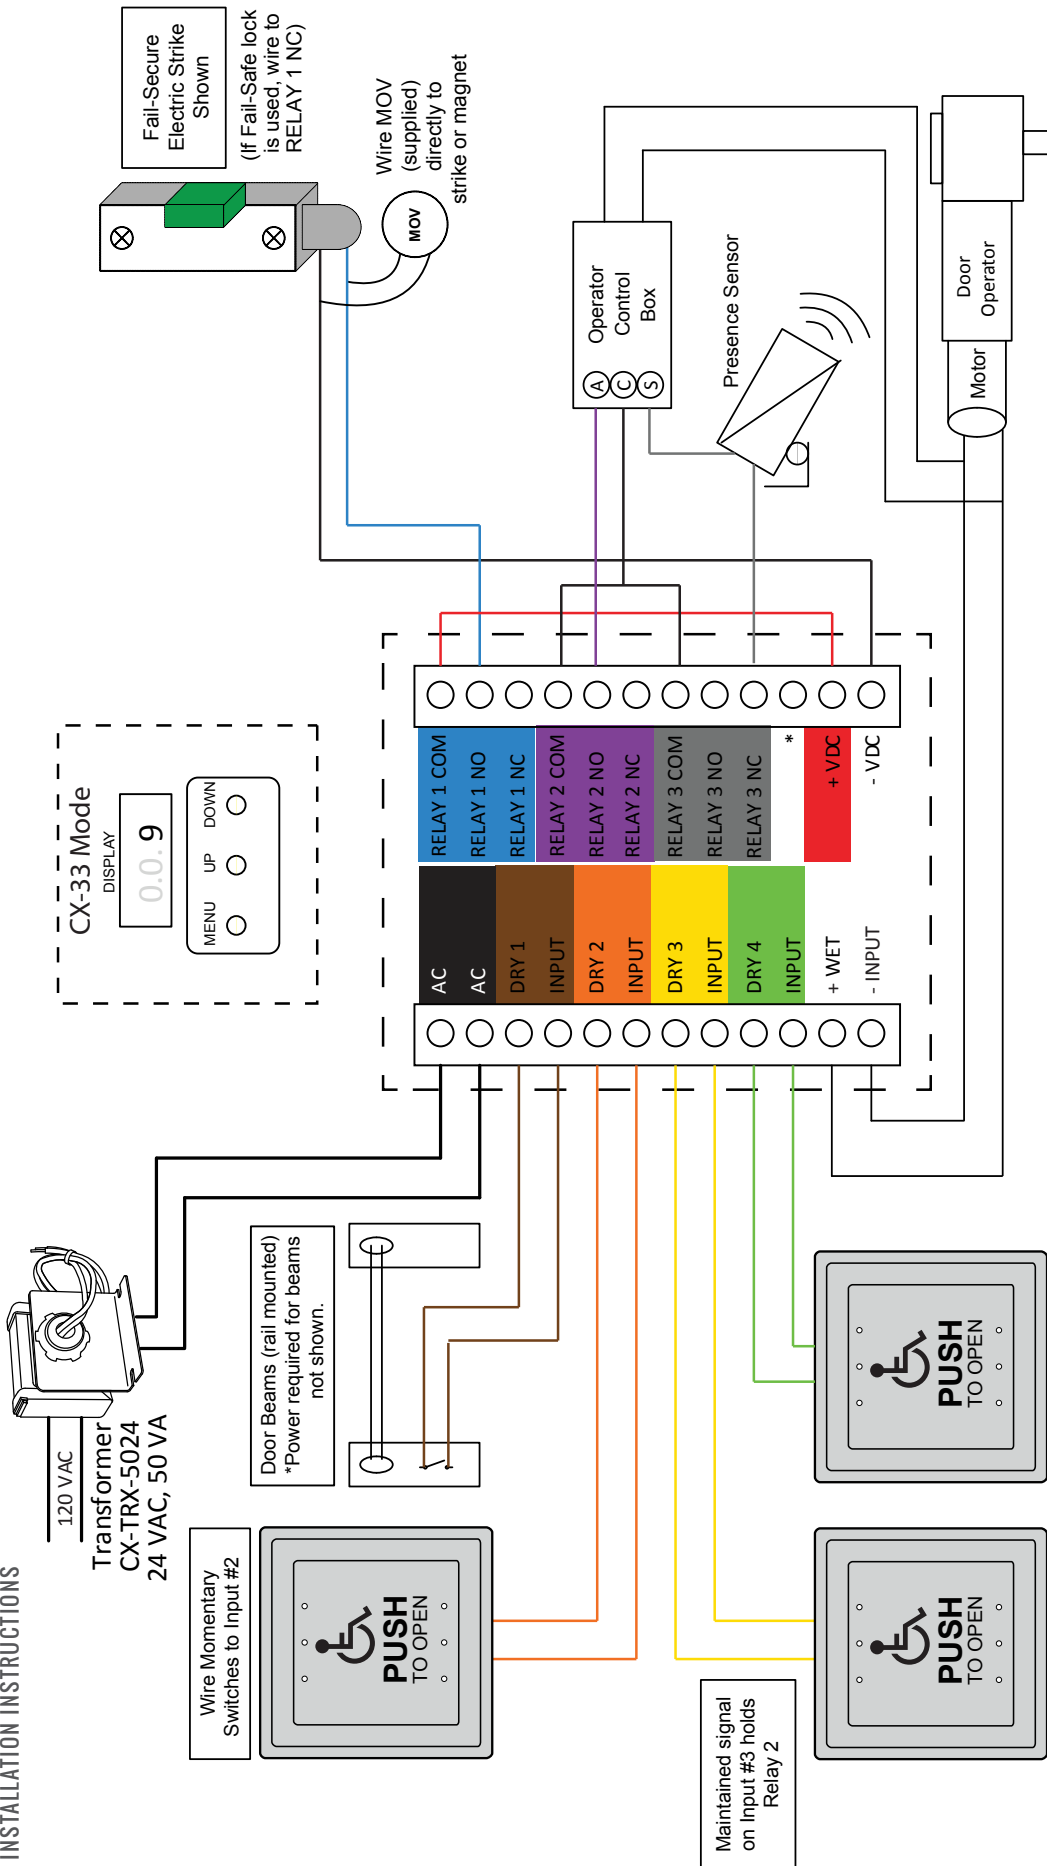 INSTALLATION INSTRUCTIONS
120 VAC
Transformer
CX-TRX-5024
24 VAC, 50 VA
CX-33 Mode
DISPLAY
0.0.9
MENU
UP
DOWN
Fail-Secure
Electric Strike
Shown
(If Fail-Safe lock
is used, wire to
RELAY 1 NC)
Wire MOV
(supplied)
directly to
strike or magnet
MOV
Wire Momentary
Switches to Input #2
Door Beams (rail mounted)
*Power required for beams
not shown.
PUSH
TO OPEN
AC
AC
DRY 1
INPUT
DRY 2
INPUT
DRY 3
INPUT
DRY 4
INPUT
+ WET
- INPUT
RELAY 1 COM
RELAY 1 NO
RELAY 1 NC
RELAY 2 COM
RELAY 2 NO
RELAY 2 NC
RELAY 3 COM
RELAY 3 NO
RELAY 3 NC
*
+ VDC
- VDC
A
C
S
Operator
Control
Box
Presence Sensor
Maintained signal
on Input #3 holds
Relay 2
PUSH
TO OPEN
PUSH
TO OPEN
Motor
Door
Operator